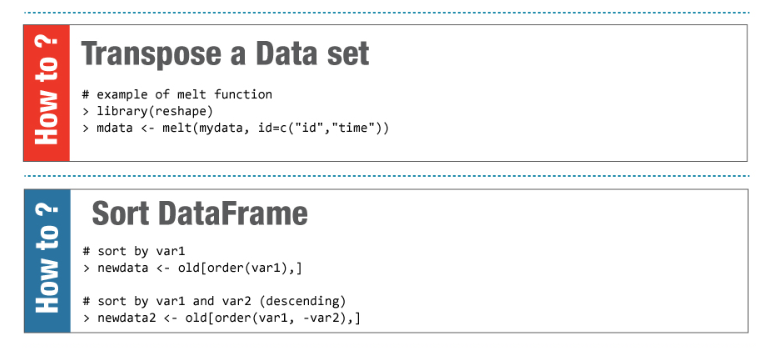 How to ?
Transpose a Data set
# example of melt function
> library(reshape)
> mdata <- melt(mydata, id=c("id","time"))
How to ?
Sort DataFrame
# sort by var1
> newdata <- old[order(var1),]
# sort by var1 and var2 (descending)
> newdata2 <- old[order(var1, -var2),]